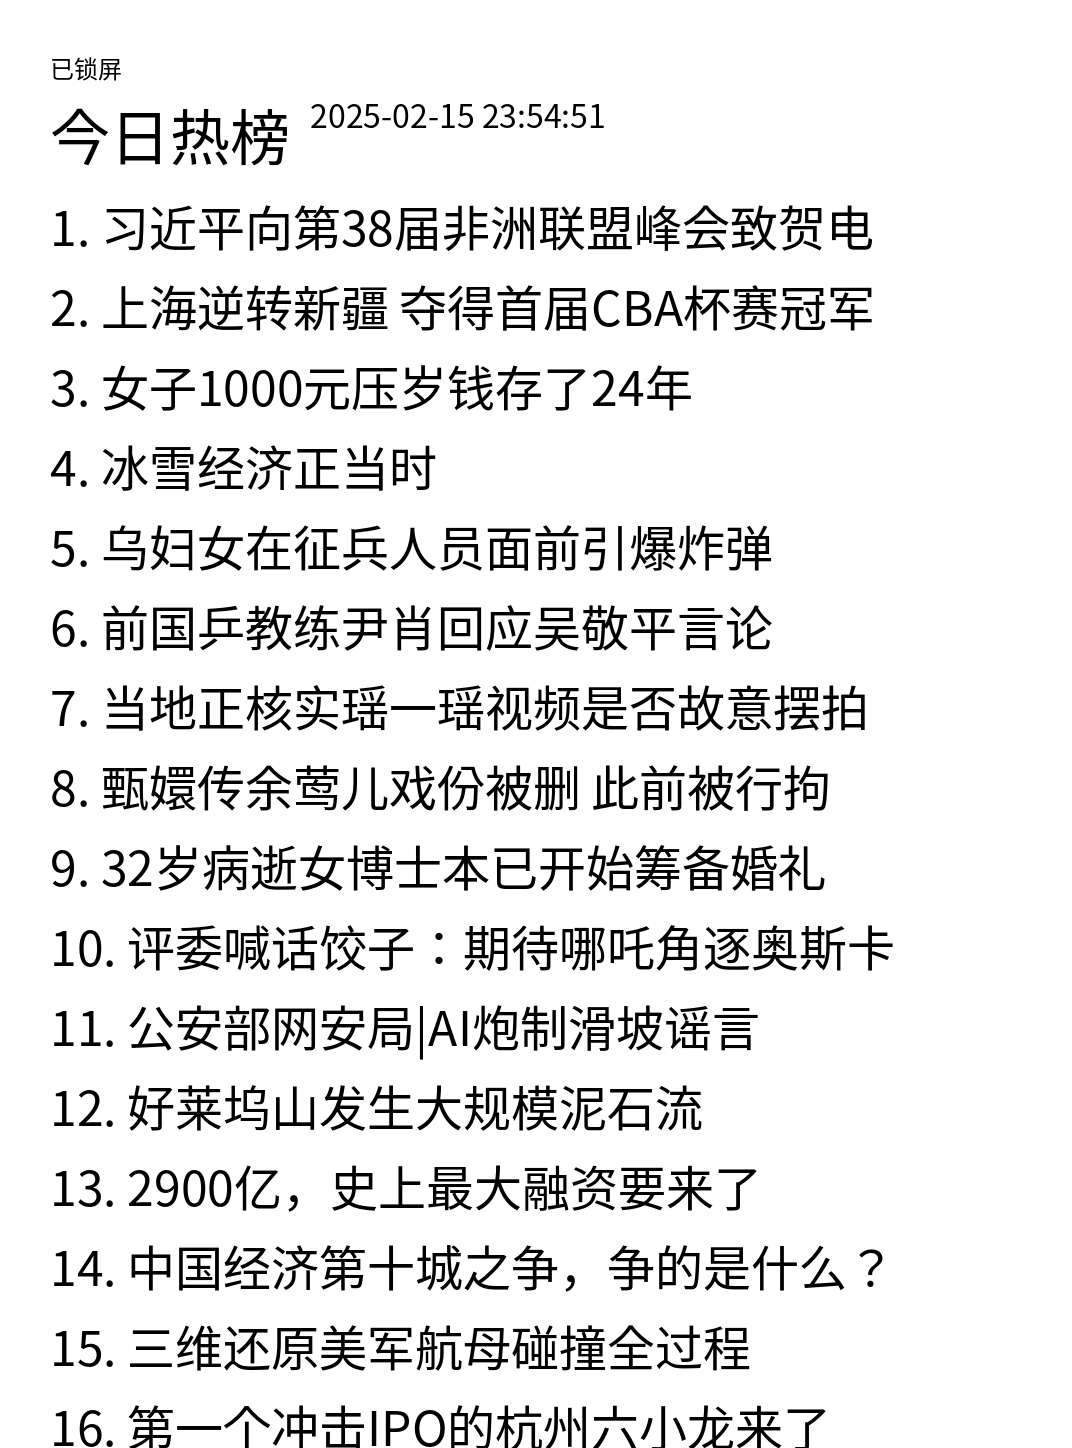 已锁屏
今日热榜 2025-02-15 23:54:51
1. 习近平向第38届非洲联盟峰会致贺电
2. 上海逆转新疆 夺得首届CBA杯赛冠军
3. 女子1000元压岁钱存了24年
4. 冰雪经济正当时
5. 乌妇女在征兵人员面前引爆炸弹
6. 前国乒教练尹肖回应吴敬平言论
7. 当地正核实瑶一瑶视频是否故意摆拍
8. 甄嬛传余莺儿戏份被删 此前被行拘
9. 32岁病逝女博士本已开始筹备婚礼
10. 评委喊话饺子：期待哪吒角逐奥斯卡
11. 公安部网安局|AI炮制滑坡谣言
12. 好莱坞山发生大规模泥石流
13. 2900亿，史上最大融资要来了
14. 中国经济第十城之争，争的是什么？
15. 三维还原美军航母碰撞全过程
16. 第一个冲击IPO的杭州六小龙来了